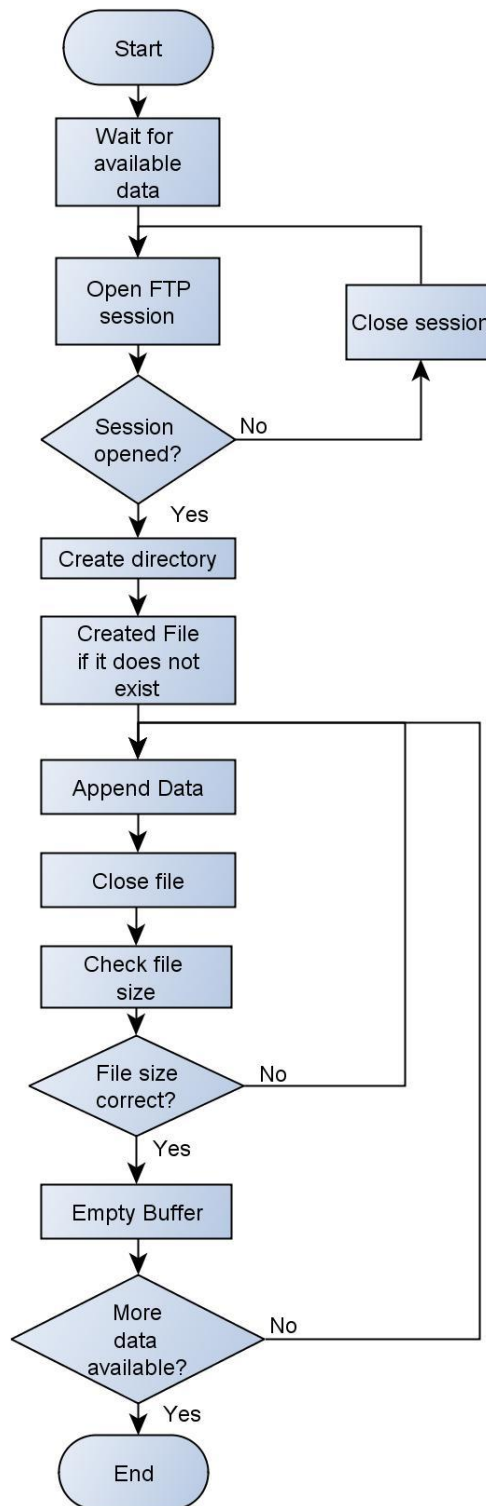 Start
Wait for
available
data
Open FTP
session
Close session
Session
opened?
No
Yes
Create directory
Created File
if it does not
exist
Append Data
Close file
Check file
size
File size
correct?
No
Yes
Empty Buffer
More
data
available?
No
Yes
End